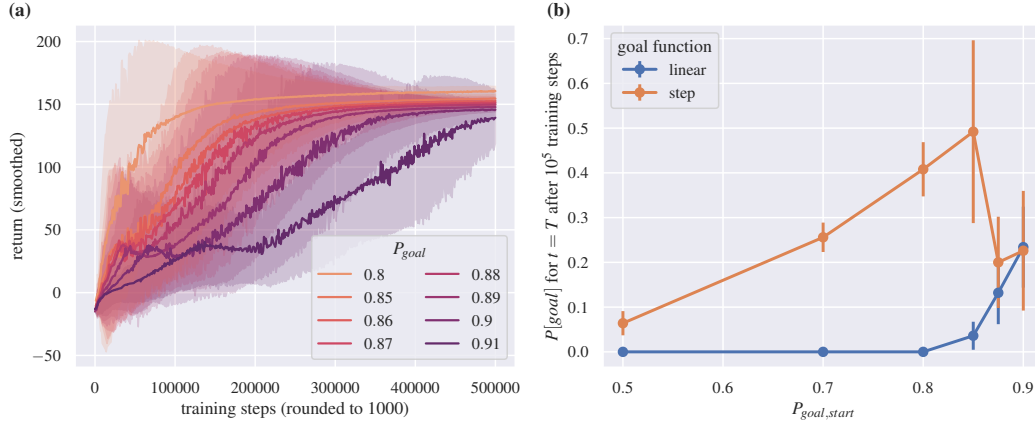 (a)
200
150
100
50
0
−50
return (smoothed)
0 100000 200000 300000 400000 500000
training steps (rounded to 1000)
P_goal
0.8 0.88
0.85 0.89
0.86 0.9
0.87 0.91
(b)
0.7
0.6
0.5
0.4
0.3
0.2
0.1
0.0
P[goal] for t = T after 10^5 training steps
goal function
linear
step
0.5 0.6 0.7 0.8 0.9
P_goal,start